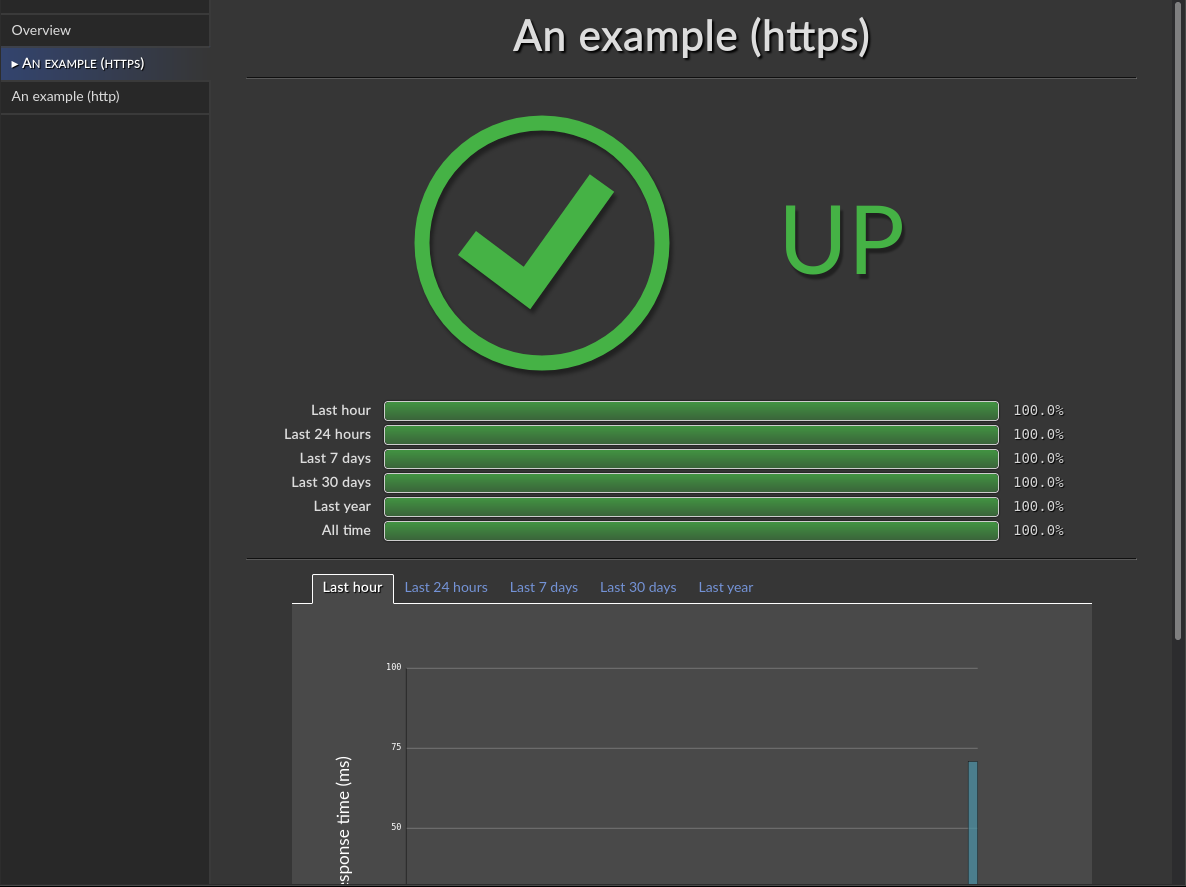 Overview
▸ An example (https)
An example (http)
An example (https)
UP
Last hour 100.0%
Last 24 hours 100.0%
Last 7 days 100.0%
Last 30 days 100.0%
Last year 100.0%
All time 100.0%
Last hour Last 24 hours Last 7 days Last 30 days Last year
100
75
50
time (ms)